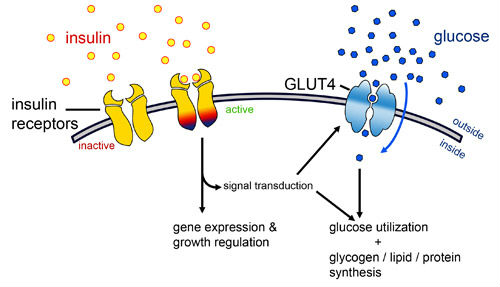 insulin
glucose
GLUT4
insulin
receptors
active
inactive
outside
inside
signal transduction
gene expression &
growth regulation
glucose utilization
+
glycogen / lipid / protein
synthesis